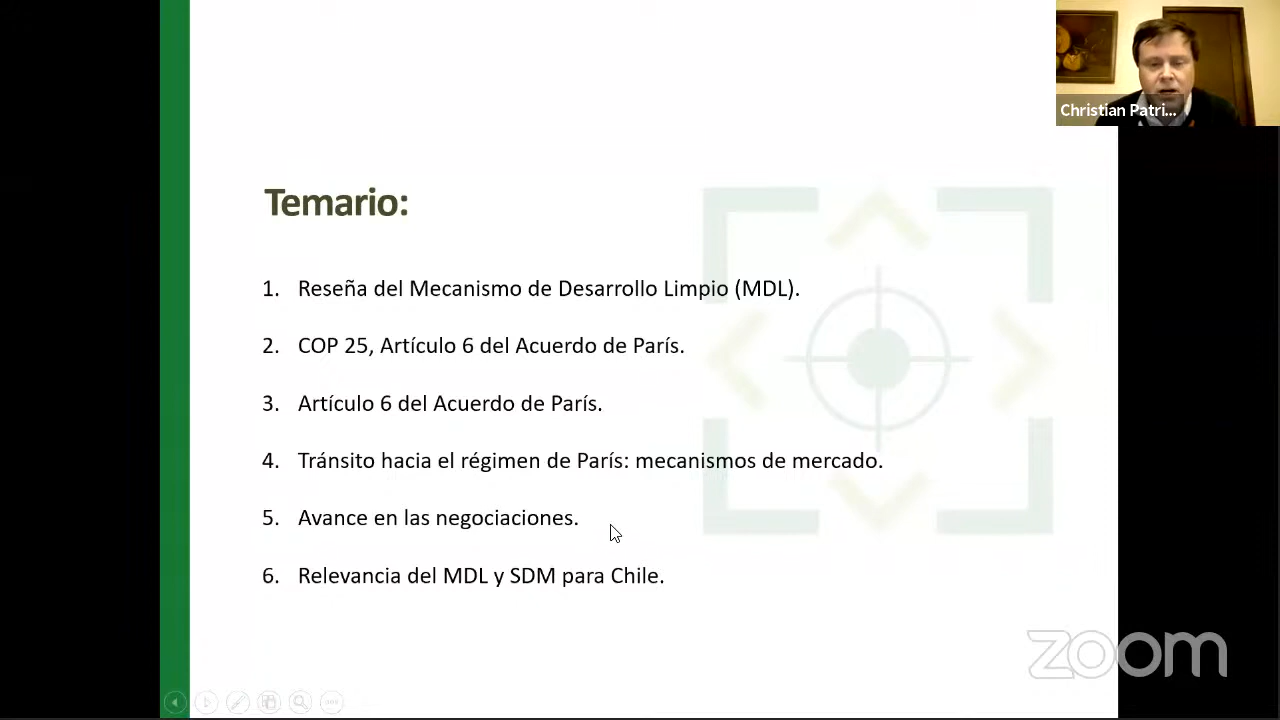 Christian Patri...
Temario:
1. Reseña del Mecanismo de Desarrollo Limpio (MDL).
2. COP 25, Artículo 6 del Acuerdo de París.
3. Artículo 6 del Acuerdo de París.
4. Tránsito hacia el régimen de París: mecanismos de mercado.
5. Avance en las negociaciones.
6. Relevancia del MDL y SDM para Chile.
zoom